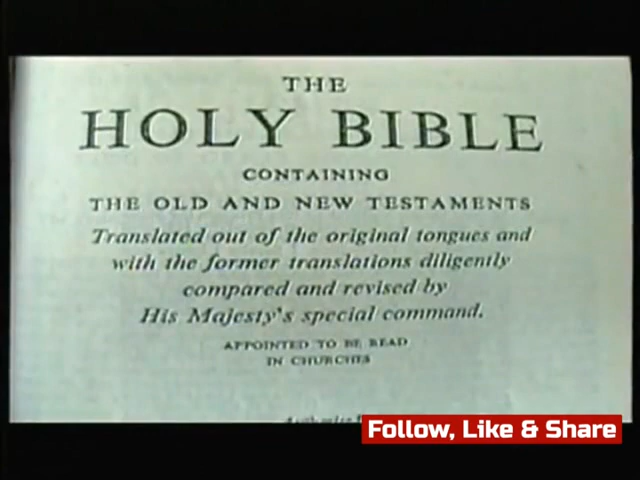 THE
HOLY BIBLE
CONTAINING
THE OLD AND NEW TESTAMENTS
Translated out of the original tongues and
with the former translations diligently
compared and revised by
His Majesty's special command.
APPOINTED TO BE READ
IN CHURCHES
Follow, Like & Share